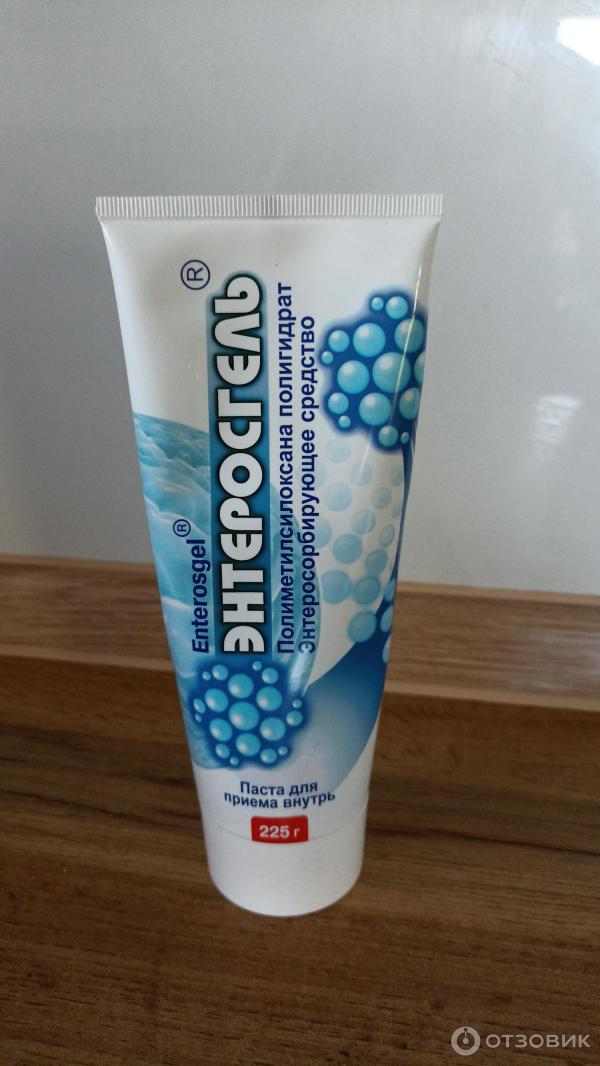 Enterosgel®
ЭНТЕРОСГЕЛЬ®
Полиметилсилоксана полигидрат
Энтеросорбирующее средство
Паста для
приема внутрь
225 г
ОТЗОВИК